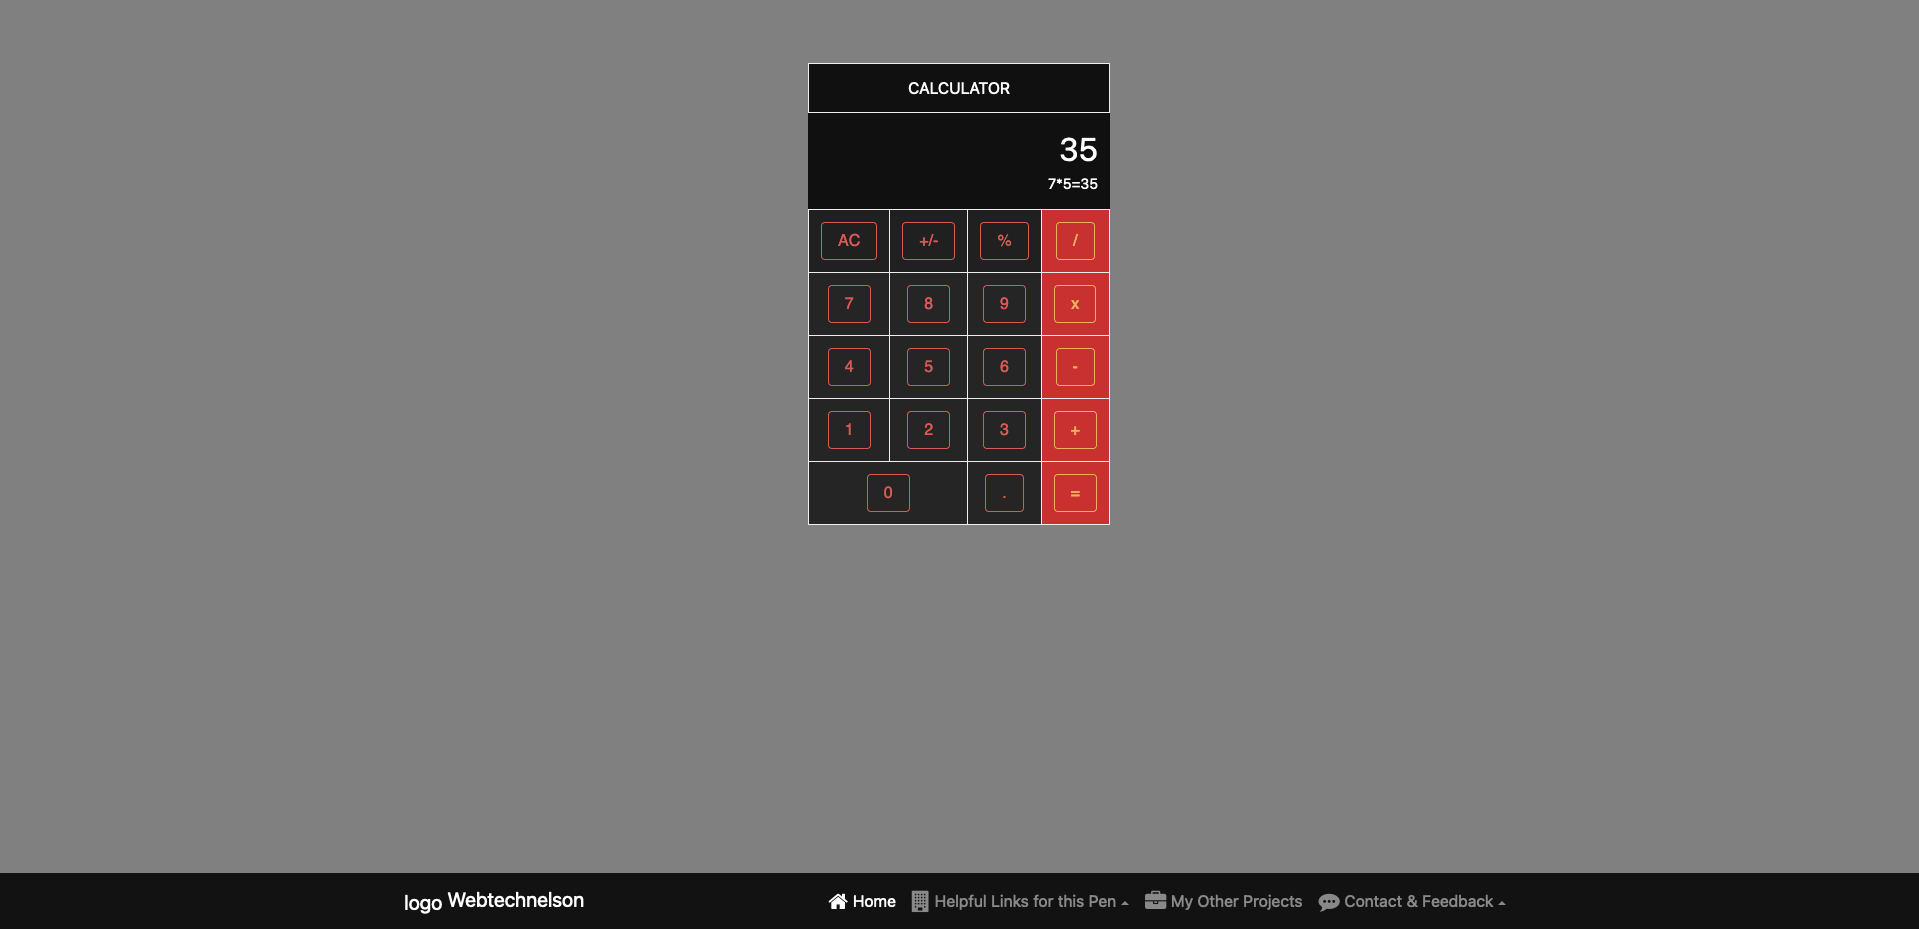 CALCULATOR
35
7*5=35
AC +/- % /
7 8 9 x
4 5 6 -
1 2 3 +
0 . =
logo Webtechnelson Home Helpful Links for this Pen My Other Projects Contact & Feedback